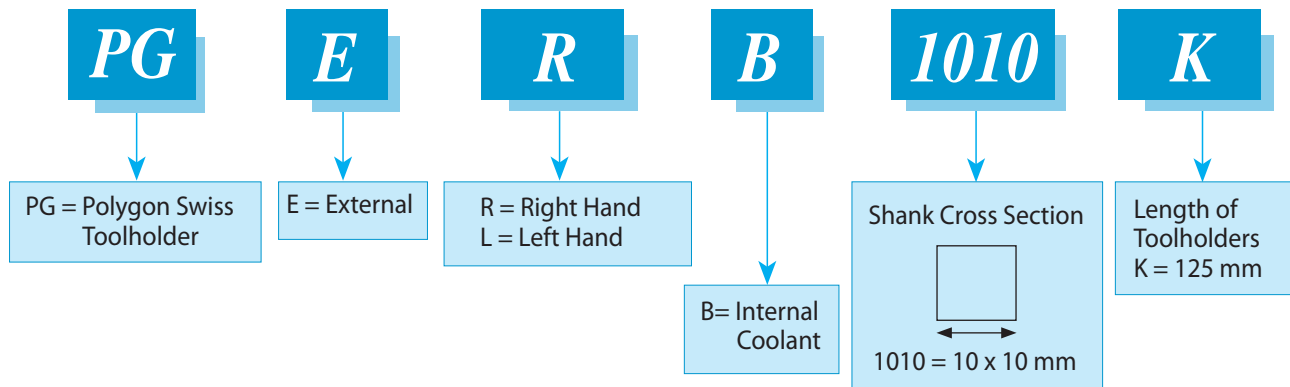 PG
E
R
B
1010
K
PG = Polygon Swiss
Toolholder
E = External
R = Right Hand
L = Left Hand
B= Internal
Coolant
Shank Cross Section
1010 = 10 x 10 mm
Length of
Toolholders
K = 125 mm